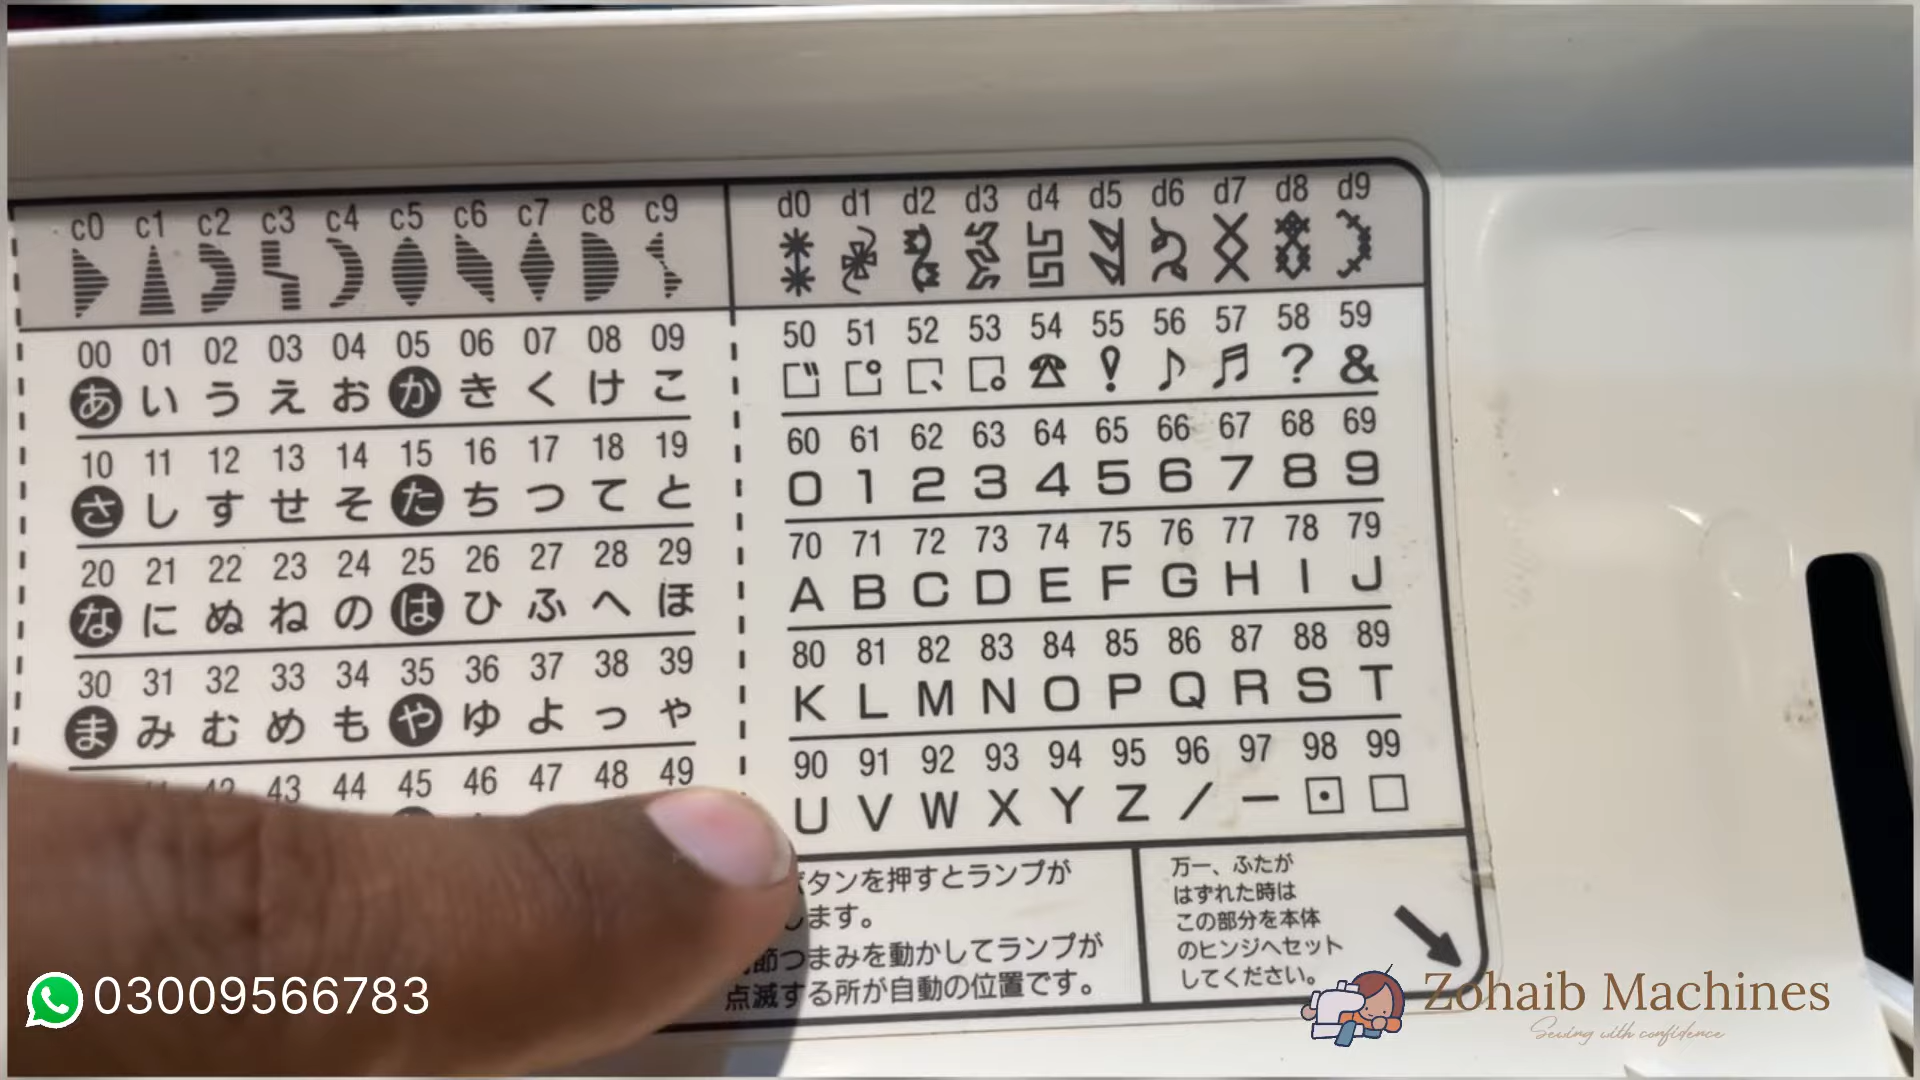 c0 c1 c2 c3 c4 c5 c6 c7 c8 c9
00 01 02 03 04 05 06 07 08 09
あ い う え お か き く け こ
10 11 12 13 14 15 16 17 18 19
さ し す せ そ た ち つ て と
20 21 22 23 24 25 26 27 28 29
な に ぬ ね の は ひ ふ へ ほ
30 31 32 33 34 35 36 37 38 39
ま み む め も や ゆ よ っ ゃ
43 44 45 46 47 48 49
d0 d1 d2 d3 d4 d5 d6 d7 d8 d9
50 51 52 53 54 55 56 57 58 59
゛ ゜ 、 。 ☎ ! ♪ ♬ ? &
60 61 62 63 64 65 66 67 68 69
0 1 2 3 4 5 6 7 8 9
70 71 72 73 74 75 76 77 78 79
A B C D E F G H I J
80 81 82 83 84 85 86 87 88 89
K L M N O P Q R S T
90 91 92 93 94 95 96 97 98 99
U V W X Y Z / — ⊡ □
タンを押すとランプが
します。
節つまみを動かしてランプが
点滅する所が自動の位置です。
万一、ふたが
はずれた時は
この部分を本体
のヒンジへセット
してください。
03009566783
Zohaib Machines
Sewing with confidence